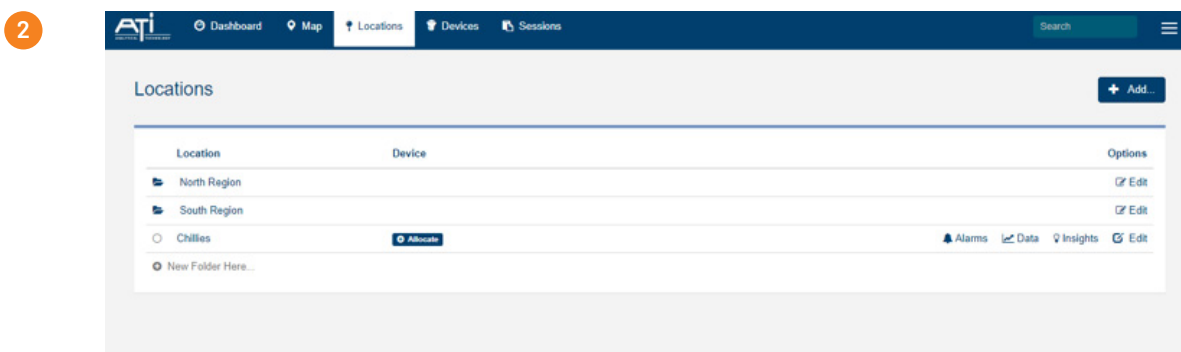 2
ATi Dashboard Map Locations Devices Sessions Search
Locations
Add...
Location Device Options
North Region Edit
South Region Edit
Chillies Allocate Alarms Data Insights Edit
New Folder Here...